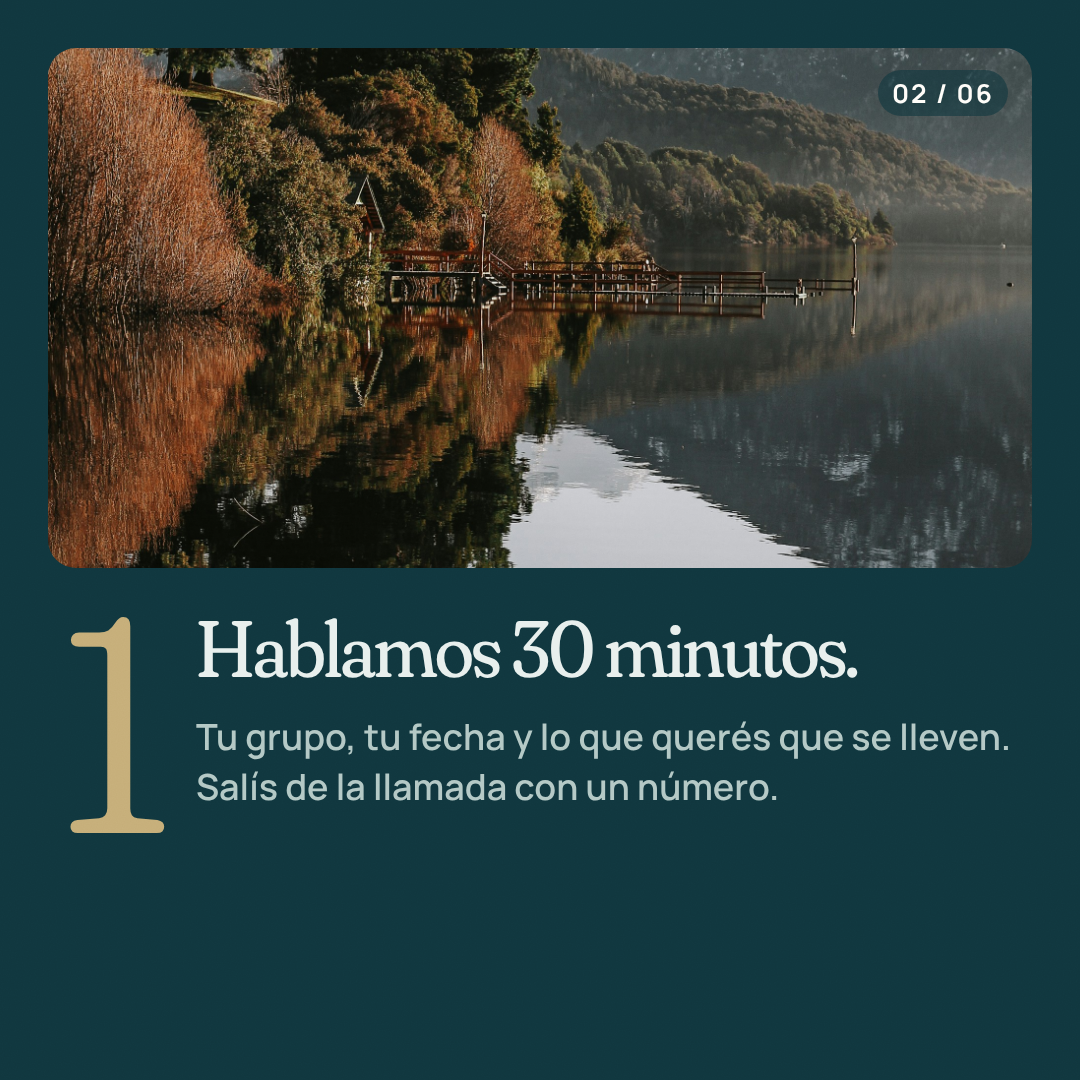 02 / 06
1
Hablamos 30 minutos.
Tu grupo, tu fecha y lo que querés que se lleven.
Salís de la llamada con un número.